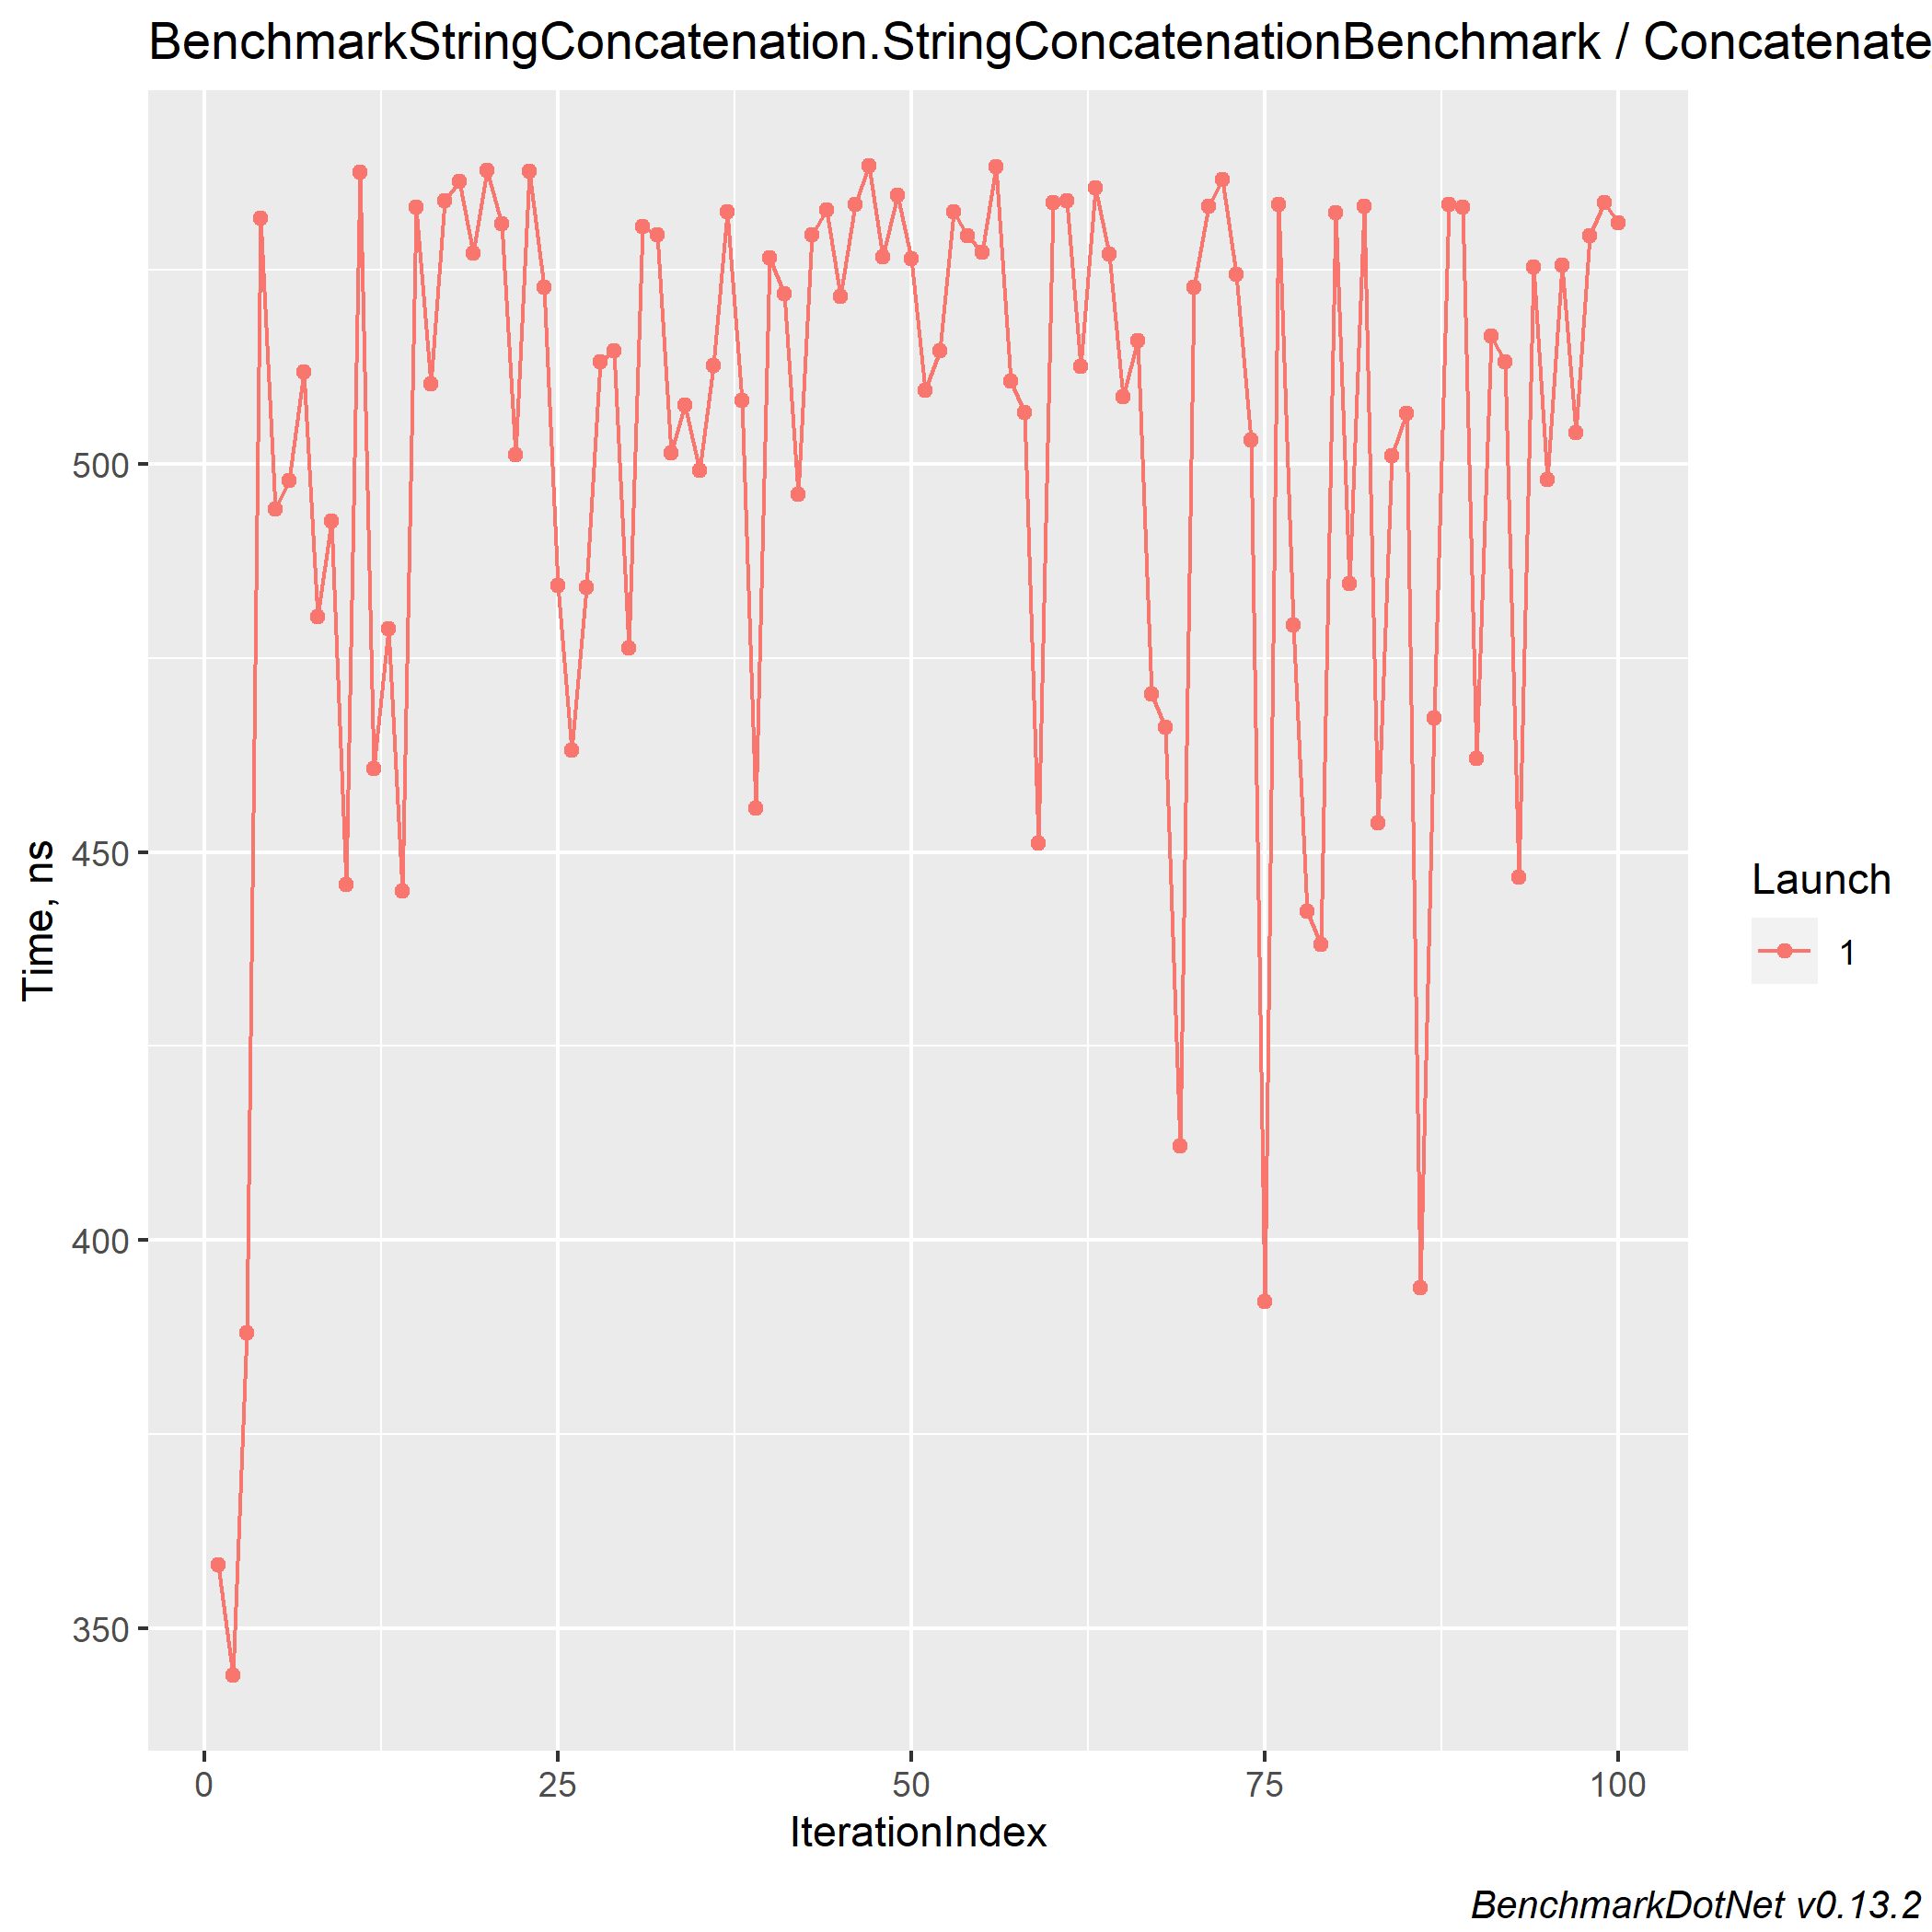 BenchmarkStringConcatenation.StringConcatenationBenchmark / Concatenate
500
450
400
350
Time, ns
0 25 50 75 100
IterationIndex
Launch
1
BenchmarkDotNet v0.13.2